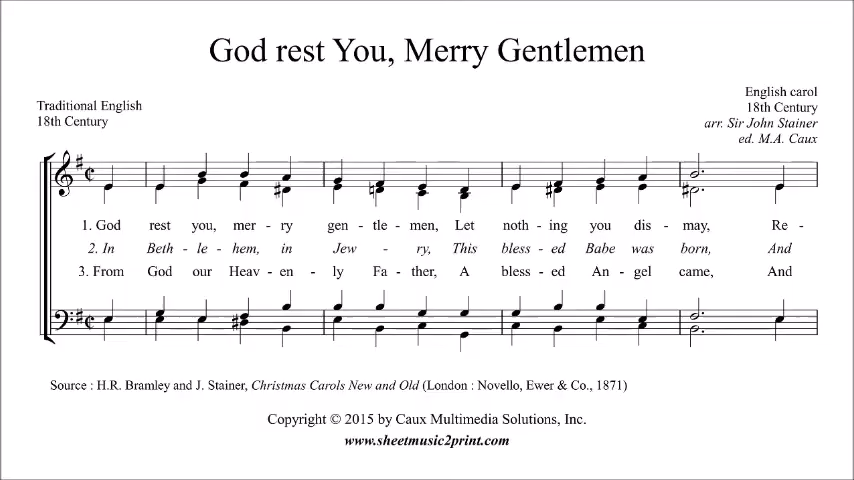 God rest You, Merry Gentlemen
Traditional English
18th Century
English carol
18th Century
arr. Sir John Stainer
ed. M.A. Caux
1. God rest you, mer - ry gen - tle - men, Let noth - ing you dis - may, Re -
2. In Beth - le - hem, in Jew - ry, This bless - ed Babe was born, And
3. From God our Heav - en - ly Fa - ther, A bless - ed An - gel came, And
Source : H.R. Bramley and J. Stainer, Christmas Carols New and Old (London : Novello, Ewer & Co., 1871)
Copyright © 2015 by Caux Multimedia Solutions, Inc.
www.sheetmusic2print.com